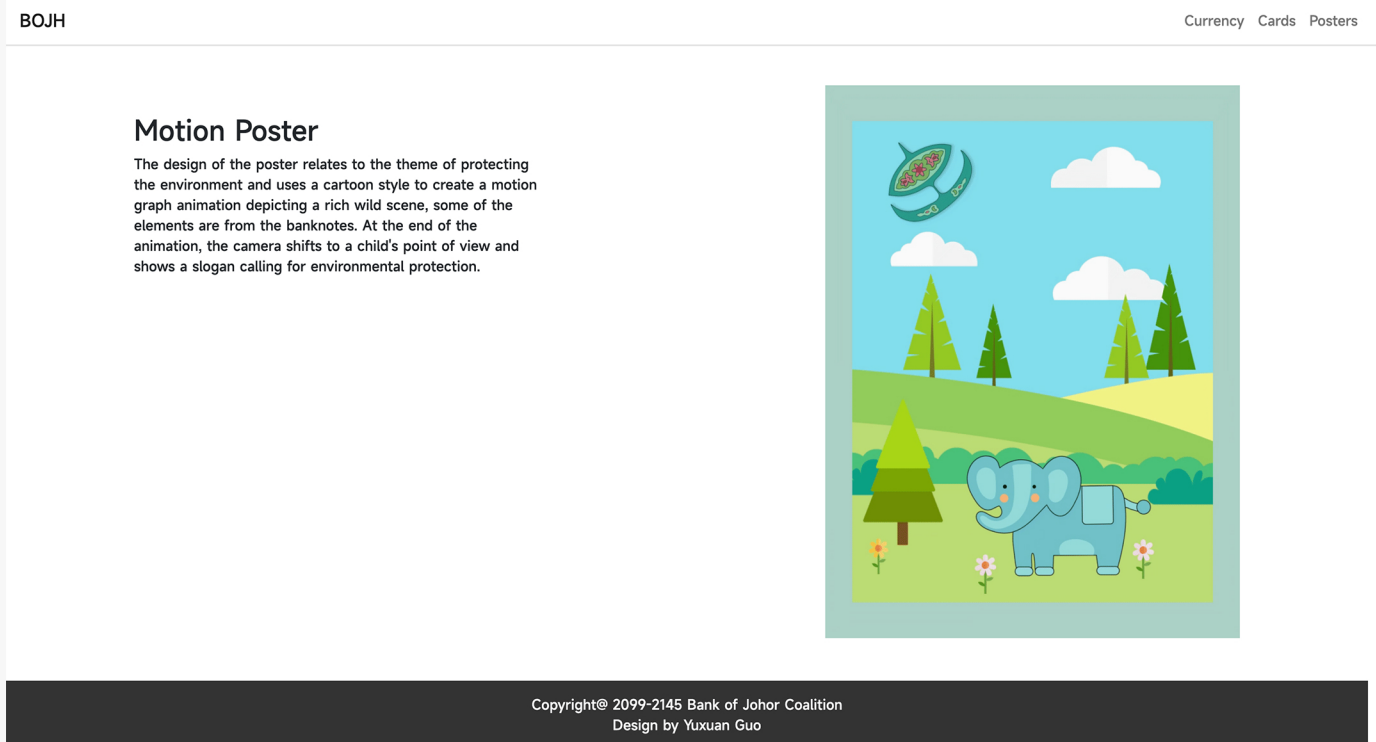 BOJH
Currency Cards Posters
Motion Poster
The design of the poster relates to the theme of protecting
the environment and uses a cartoon style to create a motion
graph animation depicting a rich wild scene, some of the
elements are from the banknotes. At the end of the
animation, the camera shifts to a child's point of view and
shows a slogan calling for environmental protection.
Copyright@ 2099-2145 Bank of Johor Coalition
Design by Yuxuan Guo